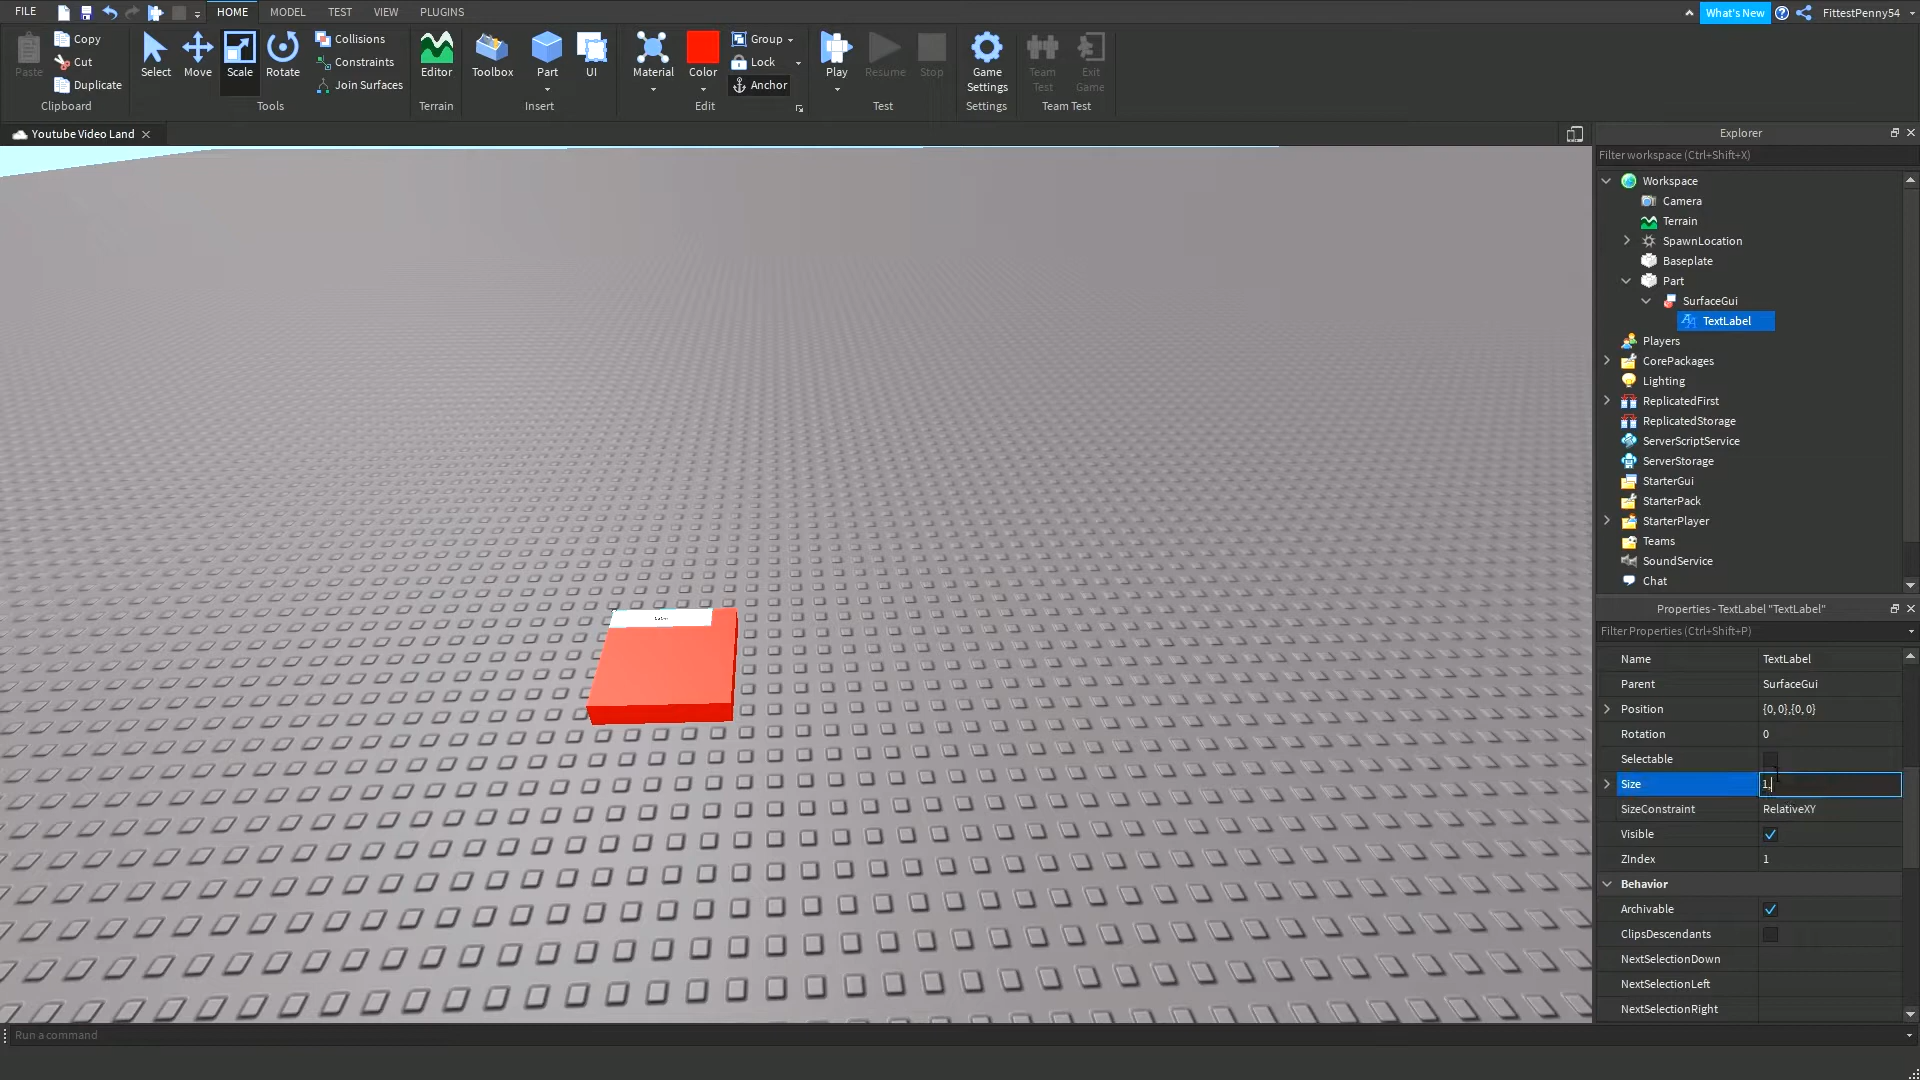 FILE HOME MODEL TEST VIEW PLUGINS What's New FittestPenny54
Paste Copy Cut Duplicate Clipboard
Select Move Scale Rotate Collisions Constraints Join Surfaces Tools
Editor Terrain
Toolbox Part UI Insert
Material Color Group Lock Anchor Edit
Play Resume Stop Test
Game Settings Settings
Team Test Exit Game Team Test
Youtube Video Land
Explorer
Filter workspace (Ctrl+Shift+X)
Workspace
Camera
Terrain
SpawnLocation
Baseplate
Part
SurfaceGui
TextLabel
Players
CorePackages
Lighting
ReplicatedFirst
ReplicatedStorage
ServerScriptService
ServerStorage
StarterGui
StarterPack
StarterPlayer
Teams
SoundService
Chat
Properties - TextLabel "TextLabel"
Filter Properties (Ctrl+Shift+P)
Name TextLabel
Parent SurfaceGui
Position {0, 0},{0, 0}
Rotation 0
Selectable
Size 1,
SizeConstraint RelativeXY
Visible
ZIndex 1
Behavior
Archivable
ClipsDescendants
NextSelectionDown
NextSelectionLeft
NextSelectionRight
Run a command